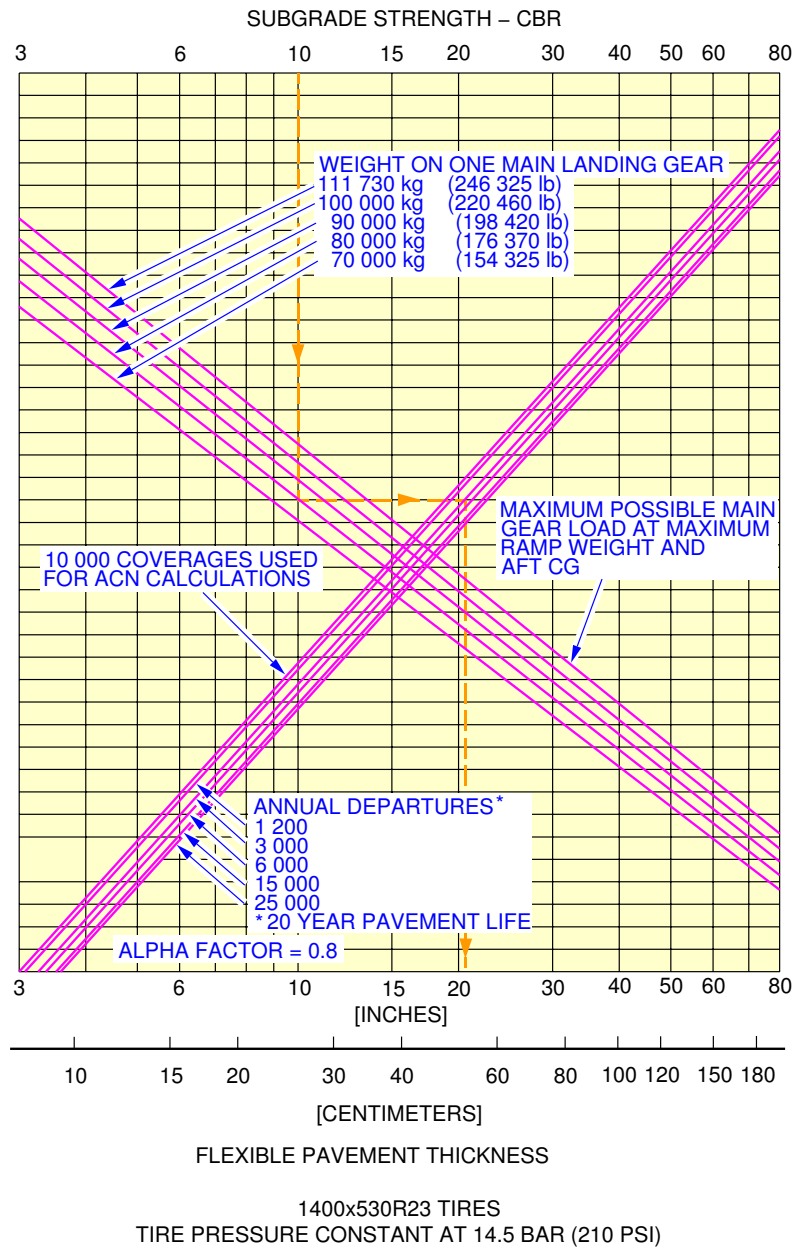 SUBGRADE STRENGTH – CBR
3 6 10 15 20 30 40 50 60 80
WEIGHT ON ONE MAIN LANDING GEAR
111 730 kg (246 325 lb)
100 000 kg (220 460 lb)
90 000 kg (198 420 lb)
80 000 kg (176 370 lb)
70 000 kg (154 325 lb)
MAXIMUM POSSIBLE MAIN
GEAR LOAD AT MAXIMUM
RAMP WEIGHT AND
AFT CG
10 000 COVERAGES USED
FOR ACN CALCULATIONS
ANNUAL DEPARTURES*
1 200
3 000
6 000
15 000
25 000
*20 YEAR PAVEMENT LIFE
ALPHA FACTOR = 0.8
3 6 10 15 20 30 40 50 60 80
[INCHES]
10 15 20 30 40 60 80 100 120 150 180
[CENTIMETERS]
FLEXIBLE PAVEMENT THICKNESS
1400x530R23 TIRES
TIRE PRESSURE CONSTANT AT 14.5 BAR (210 PSI)